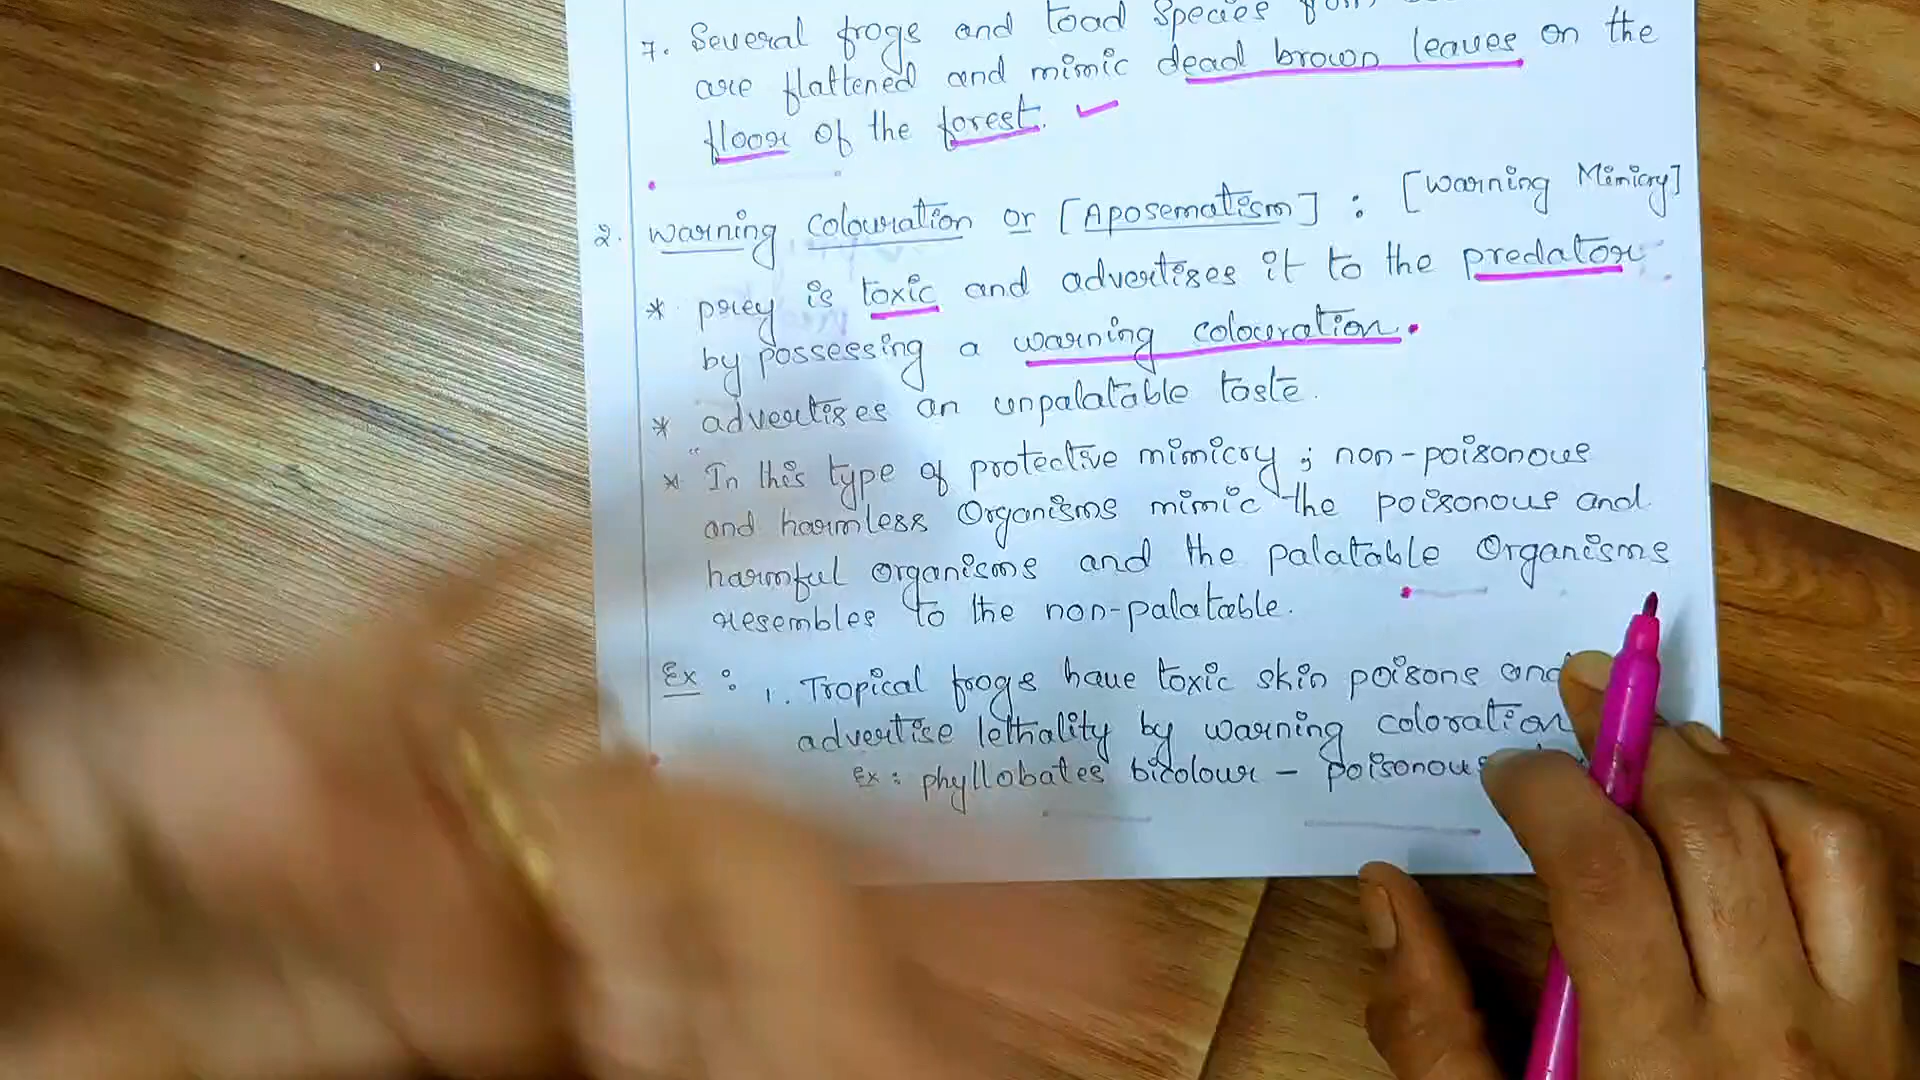 7. Several frogs and toad species
are flattened and mimic dead brown leaves on the
floor of the forest.
2. Warning colouration or [Aposematism] : [Warning Mimicry]
* prey is toxic and advertises it to the predator
by possessing a warning colouration.
* advertizes an unpalatable taste.
* "In this type of protective mimicry ; non-poisonous
and harmless Organisms mimic the poisonous and
harmful organisms and the palatable Organisms
resembles to the non-palatable.
Ex : 1. Tropical frogs have toxic skin poisons and
advertise lethality by warning coloration
Ex : phyllobates bicolour – poisonous